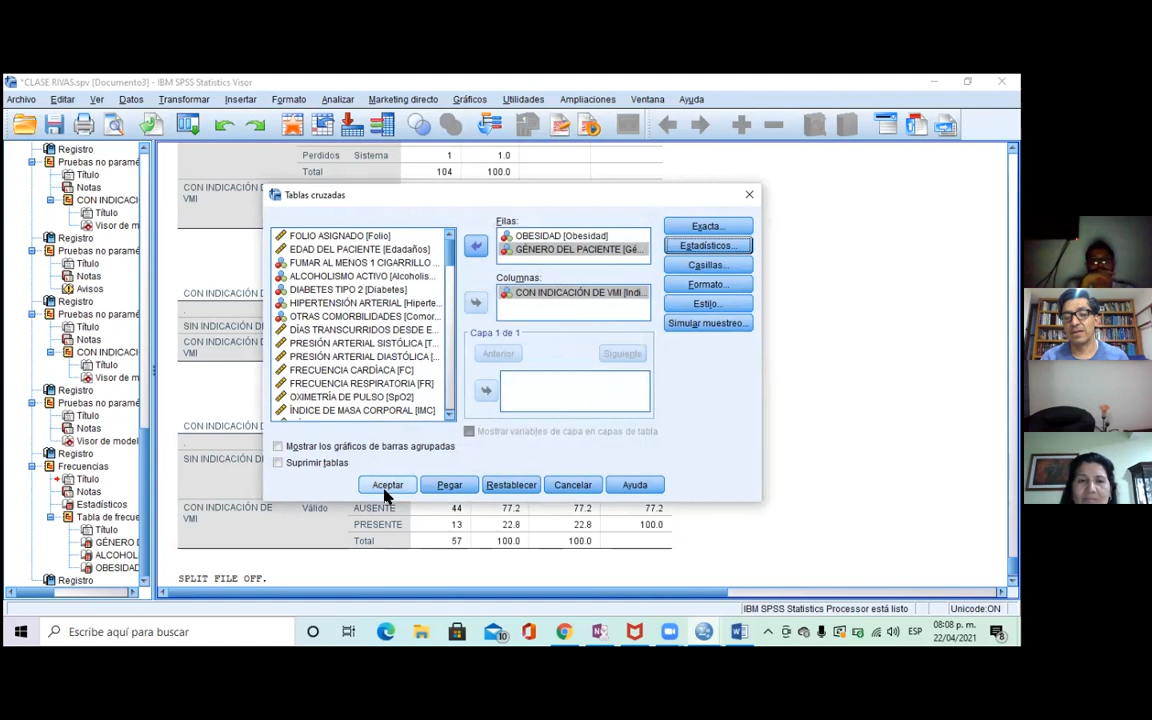 *CLASE RIVAS.spv [Documento3] - IBM SPSS Statistics Visor
Archivo Editar Ver Datos Transformar Insertar Formato Analizar Marketing directo Gráficos Utilidades Ampliaciones Ventana Ayuda
Registro
Pruebas no paramé
Título
Notas
CON INDICACI
Título
Visor de m
Registro
Pruebas no paramé
Título
Notas
Avisos
Registro
Pruebas no paramé
Título
Notas
CON INDICACI
Título
Visor de m
Registro
Pruebas no paramé
Título
Notas
Visor de model
Registro
Frecuencias
Título
Notas
Estadísticos
Tabla de frecue
Título
GÉNERO D
ALCOHOL
OBESIDAD
Registro
Perdidos Sistema 1 1.0
Total 104 100.0
CON INDICACIÓN D
VMI
CON INDICACIÓN D
.
CON INDICACIÓN D
VMI
CON INDICACIÓN D
.
SIN INDICACIÓN D
CON INDICACIÓN DE
VMI
Válido AUSENTE 44 77.2 77.2 77.2
PRESENTE 13 22.8 22.8 100.0
Total 57 100.0 100.0
SPLIT FILE OFF.
Tablas cruzadas
FOLIO ASIGNADO [Folio]
EDAD DEL PACIENTE [Edadaños]
FUMAR AL MENOS 1 CIGARRILLO ...
ALCOHOLISMO ACTIVO [Alcoholis...
DIABETES TIPO 2 [Diabetes]
HIPERTENSIÓN ARTERIAL [Hiperte...
OTRAS COMORBILIDADES [Comor...
DÍAS TRANSCURRIDOS DESDE E...
PRESIÓN ARTERIAL SISTÓLICA [T...
PRESIÓN ARTERIAL DIASTÓLICA [...
FRECUENCIA CARDÍACA [FC]
FRECUENCIA RESPIRATORIA [FR]
OXIMETRÍA DE PULSO [SpO2]
ÍNDICE DE MASA CORPORAL [IMC]
Filas:
OBESIDAD [Obesidad]
GÉNERO DEL PACIENTE [Gé...
Columnas:
CON INDICACIÓN DE VMI [Indi...
Capa 1 de 1
Anterior Siguiente
Mostrar variables de capa en capas de tabla
Exacta...
Estadísticos...
Casillas...
Formato...
Estilo...
Simular muestreo...
Mostrar los gráficos de barras agrupadas
Suprimir tablas
Aceptar Pegar Restablecer Cancelar Ayuda
IBM SPSS Statistics Processor está listo Unicode:ON
Escribe aquí para buscar
10
ESP
08:08 p. m.
22/04/2021
8